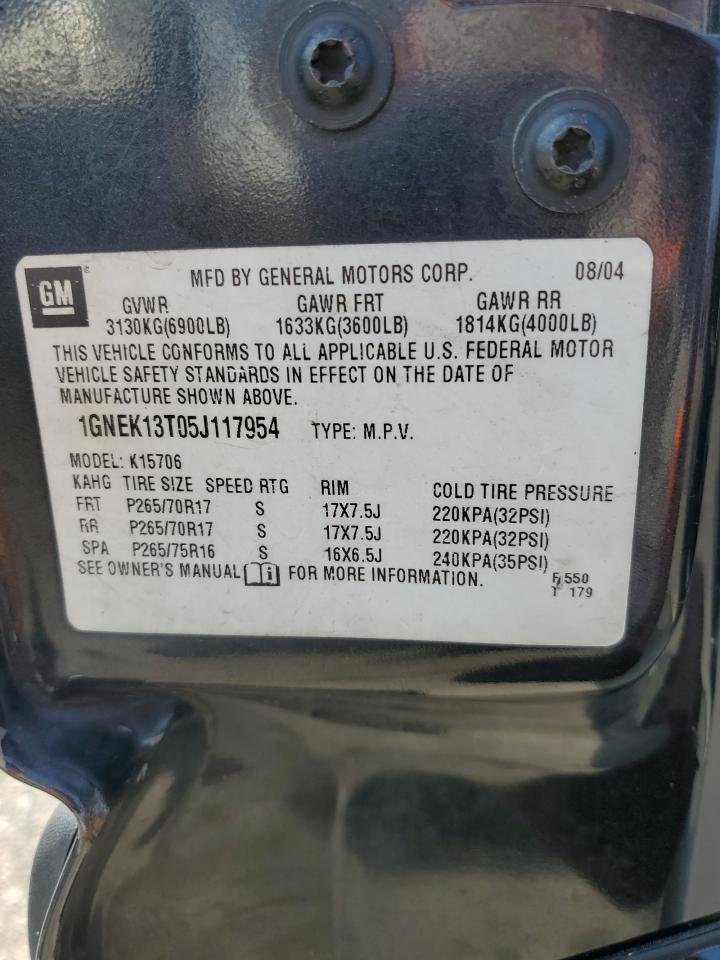 GM ® MFD BY GENERAL MOTORS CORP. 08/04
GVWR GAWR FRT GAWR RR
3130KG(6900LB) 1633KG(3600LB) 1814KG(4000LB)
THIS VEHICLE CONFORMS TO ALL APPLICABLE U.S. FEDERAL MOTOR
VEHICLE SAFETY STANDARDS IN EFFECT ON THE DATE OF
MANUFACTURE SHOWN ABOVE.
1GNEK13T05J117954 TYPE: M.P.V.
MODEL: K15706
KAHG TIRE SIZE SPEED RTG RIM COLD TIRE PRESSURE
FRT P265/70R17 S 17X7.5J 220KPA(32PSI)
RR P265/70R17 S 17X7.5J 220KPA(32PSI)
SPA P265/75R16 S 16X6.5J 240KPA(35PSI)
SEE OWNER'S MANUAL i FOR MORE INFORMATION. F/550
T 179